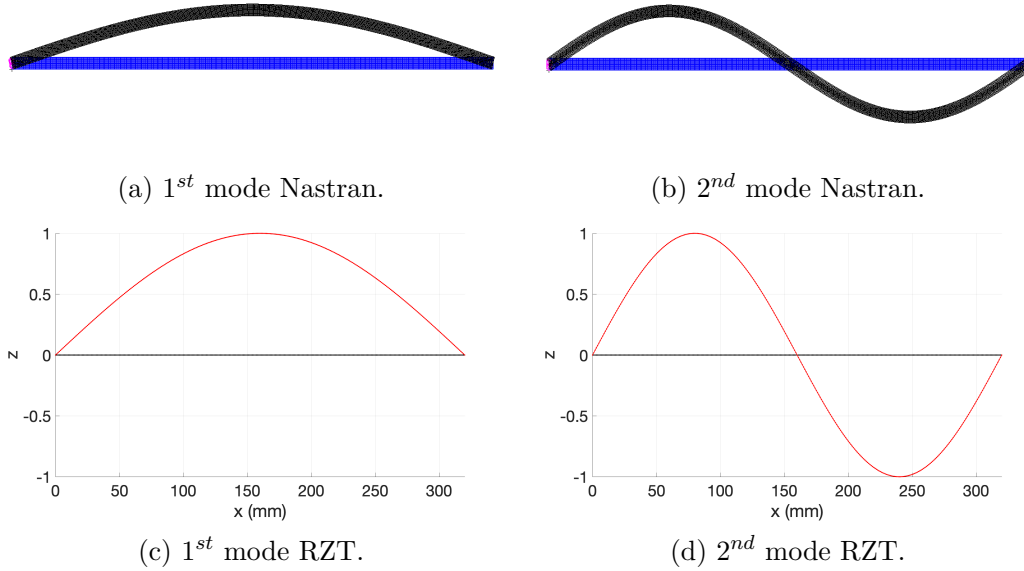 (a) 1st mode Nastran.
(b) 2nd mode Nastran.
1
0.5
0
-0.5
-1
z
0 50 100 150 200 250 300
x (mm)
1
0.5
0
-0.5
-1
z
0 50 100 150 200 250 300
x (mm)
(c) 1st mode RZT.
(d) 2nd mode RZT.